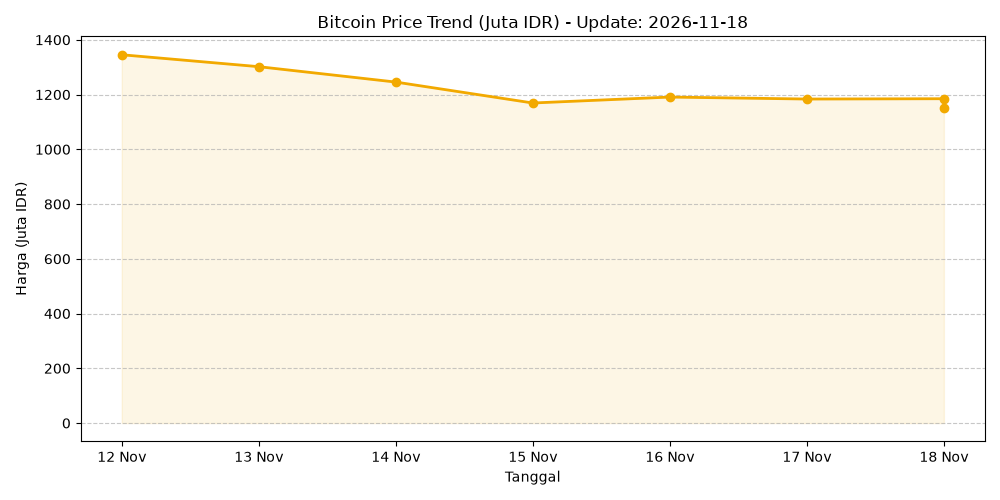 Bitcoin Price Trend (Juta IDR) - Update: 2026-11-18
Harga (Juta IDR)
1400
1200
1000
800
600
400
200
0
12 Nov 13 Nov 14 Nov 15 Nov 16 Nov 17 Nov 18 Nov
Tanggal